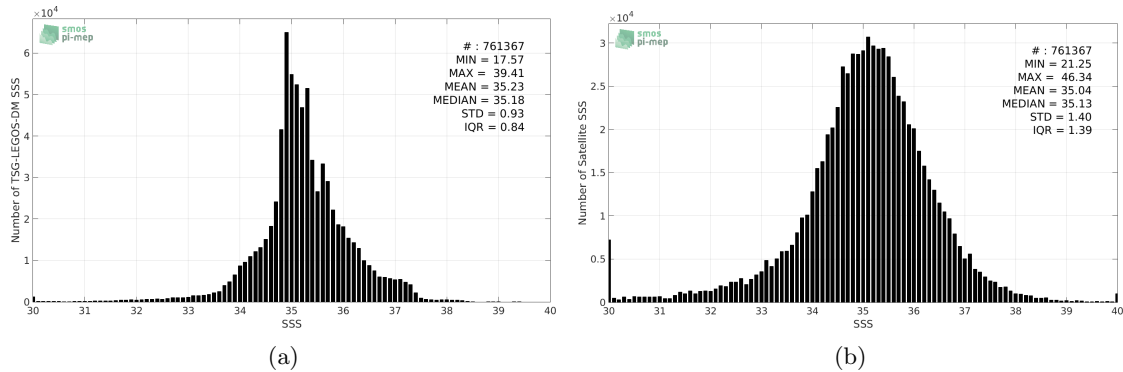 ×10⁴
smos
pi-mep
# : 761367
MIN = 17.57
MAX = 39.41
MEAN = 35.23
MEDIAN = 35.18
STD = 0.93
IQR = 0.84
Number of TSG-LEGOS-DM SSS
6
5
4
3
2
1
0
30 31 32 33 34 35 36 37 38 39 40
SSS
(a)
×10⁴
smos
pi-mep
# : 761367
MIN = 21.25
MAX = 46.34
MEAN = 35.04
MEDIAN = 35.13
STD = 1.40
IQR = 1.39
Number of Satellite SSS
3
2.5
2
1.5
1
0.5
0
30 31 32 33 34 35 36 37 38 39 40
SSS
(b)